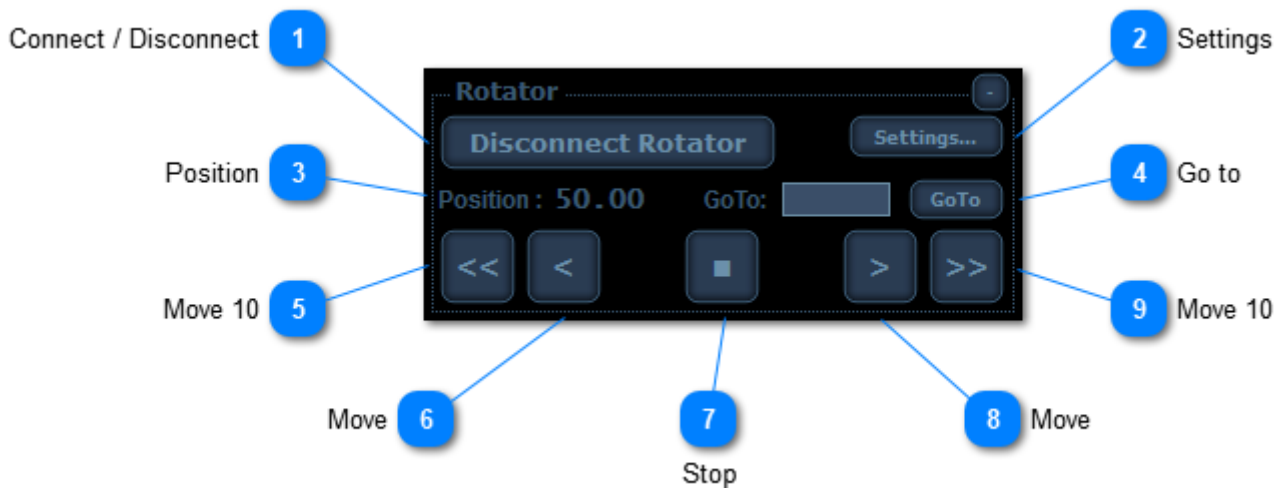 Connect / Disconnect 1
2 Settings
Rotator -
Disconnect Rotator Settings...
Position 3
4 Go to
Position : 50.00 GoTo: GoTo
<< < ■ > >>
Move 10 5
9 Move 10
Move 6
7
8 Move
Stop